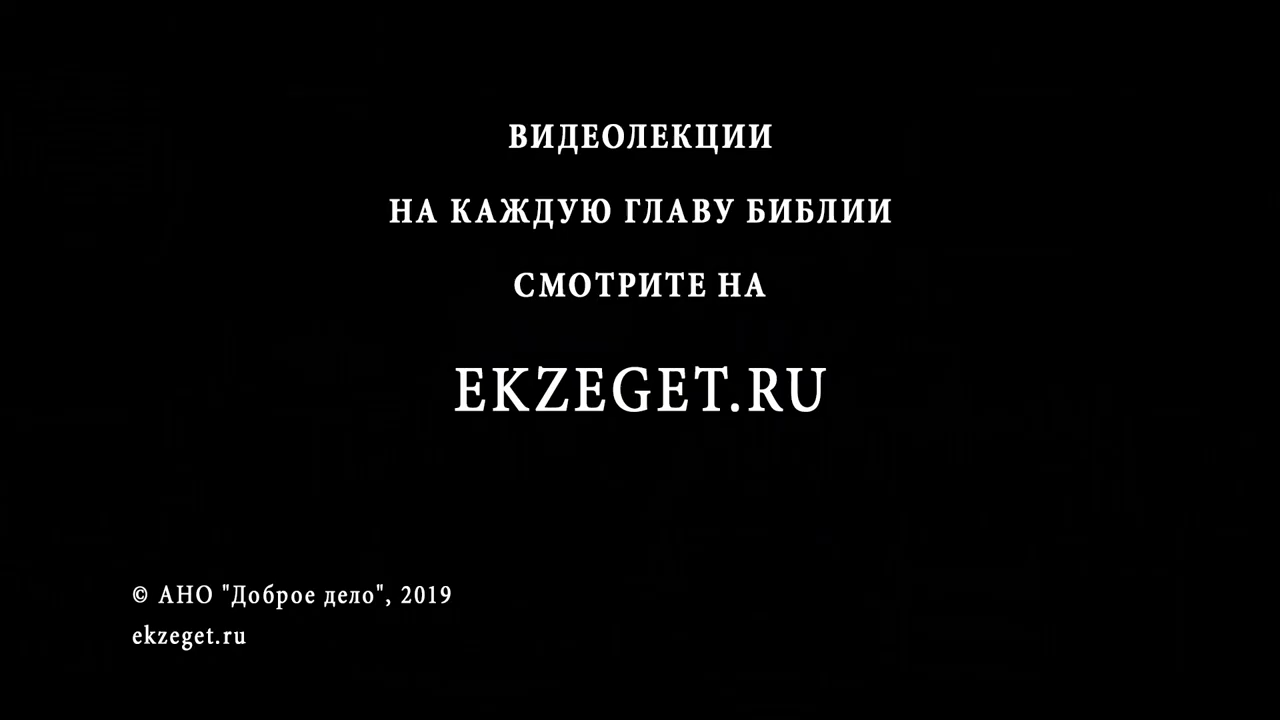 ВИДЕОЛЕКЦИИ
НА КАЖДУЮ ГЛАВУ БИБЛИИ
СМОТРИТЕ НА
EKZEGET.RU
© АНО "Доброе дело", 2019
ekzeget.ru